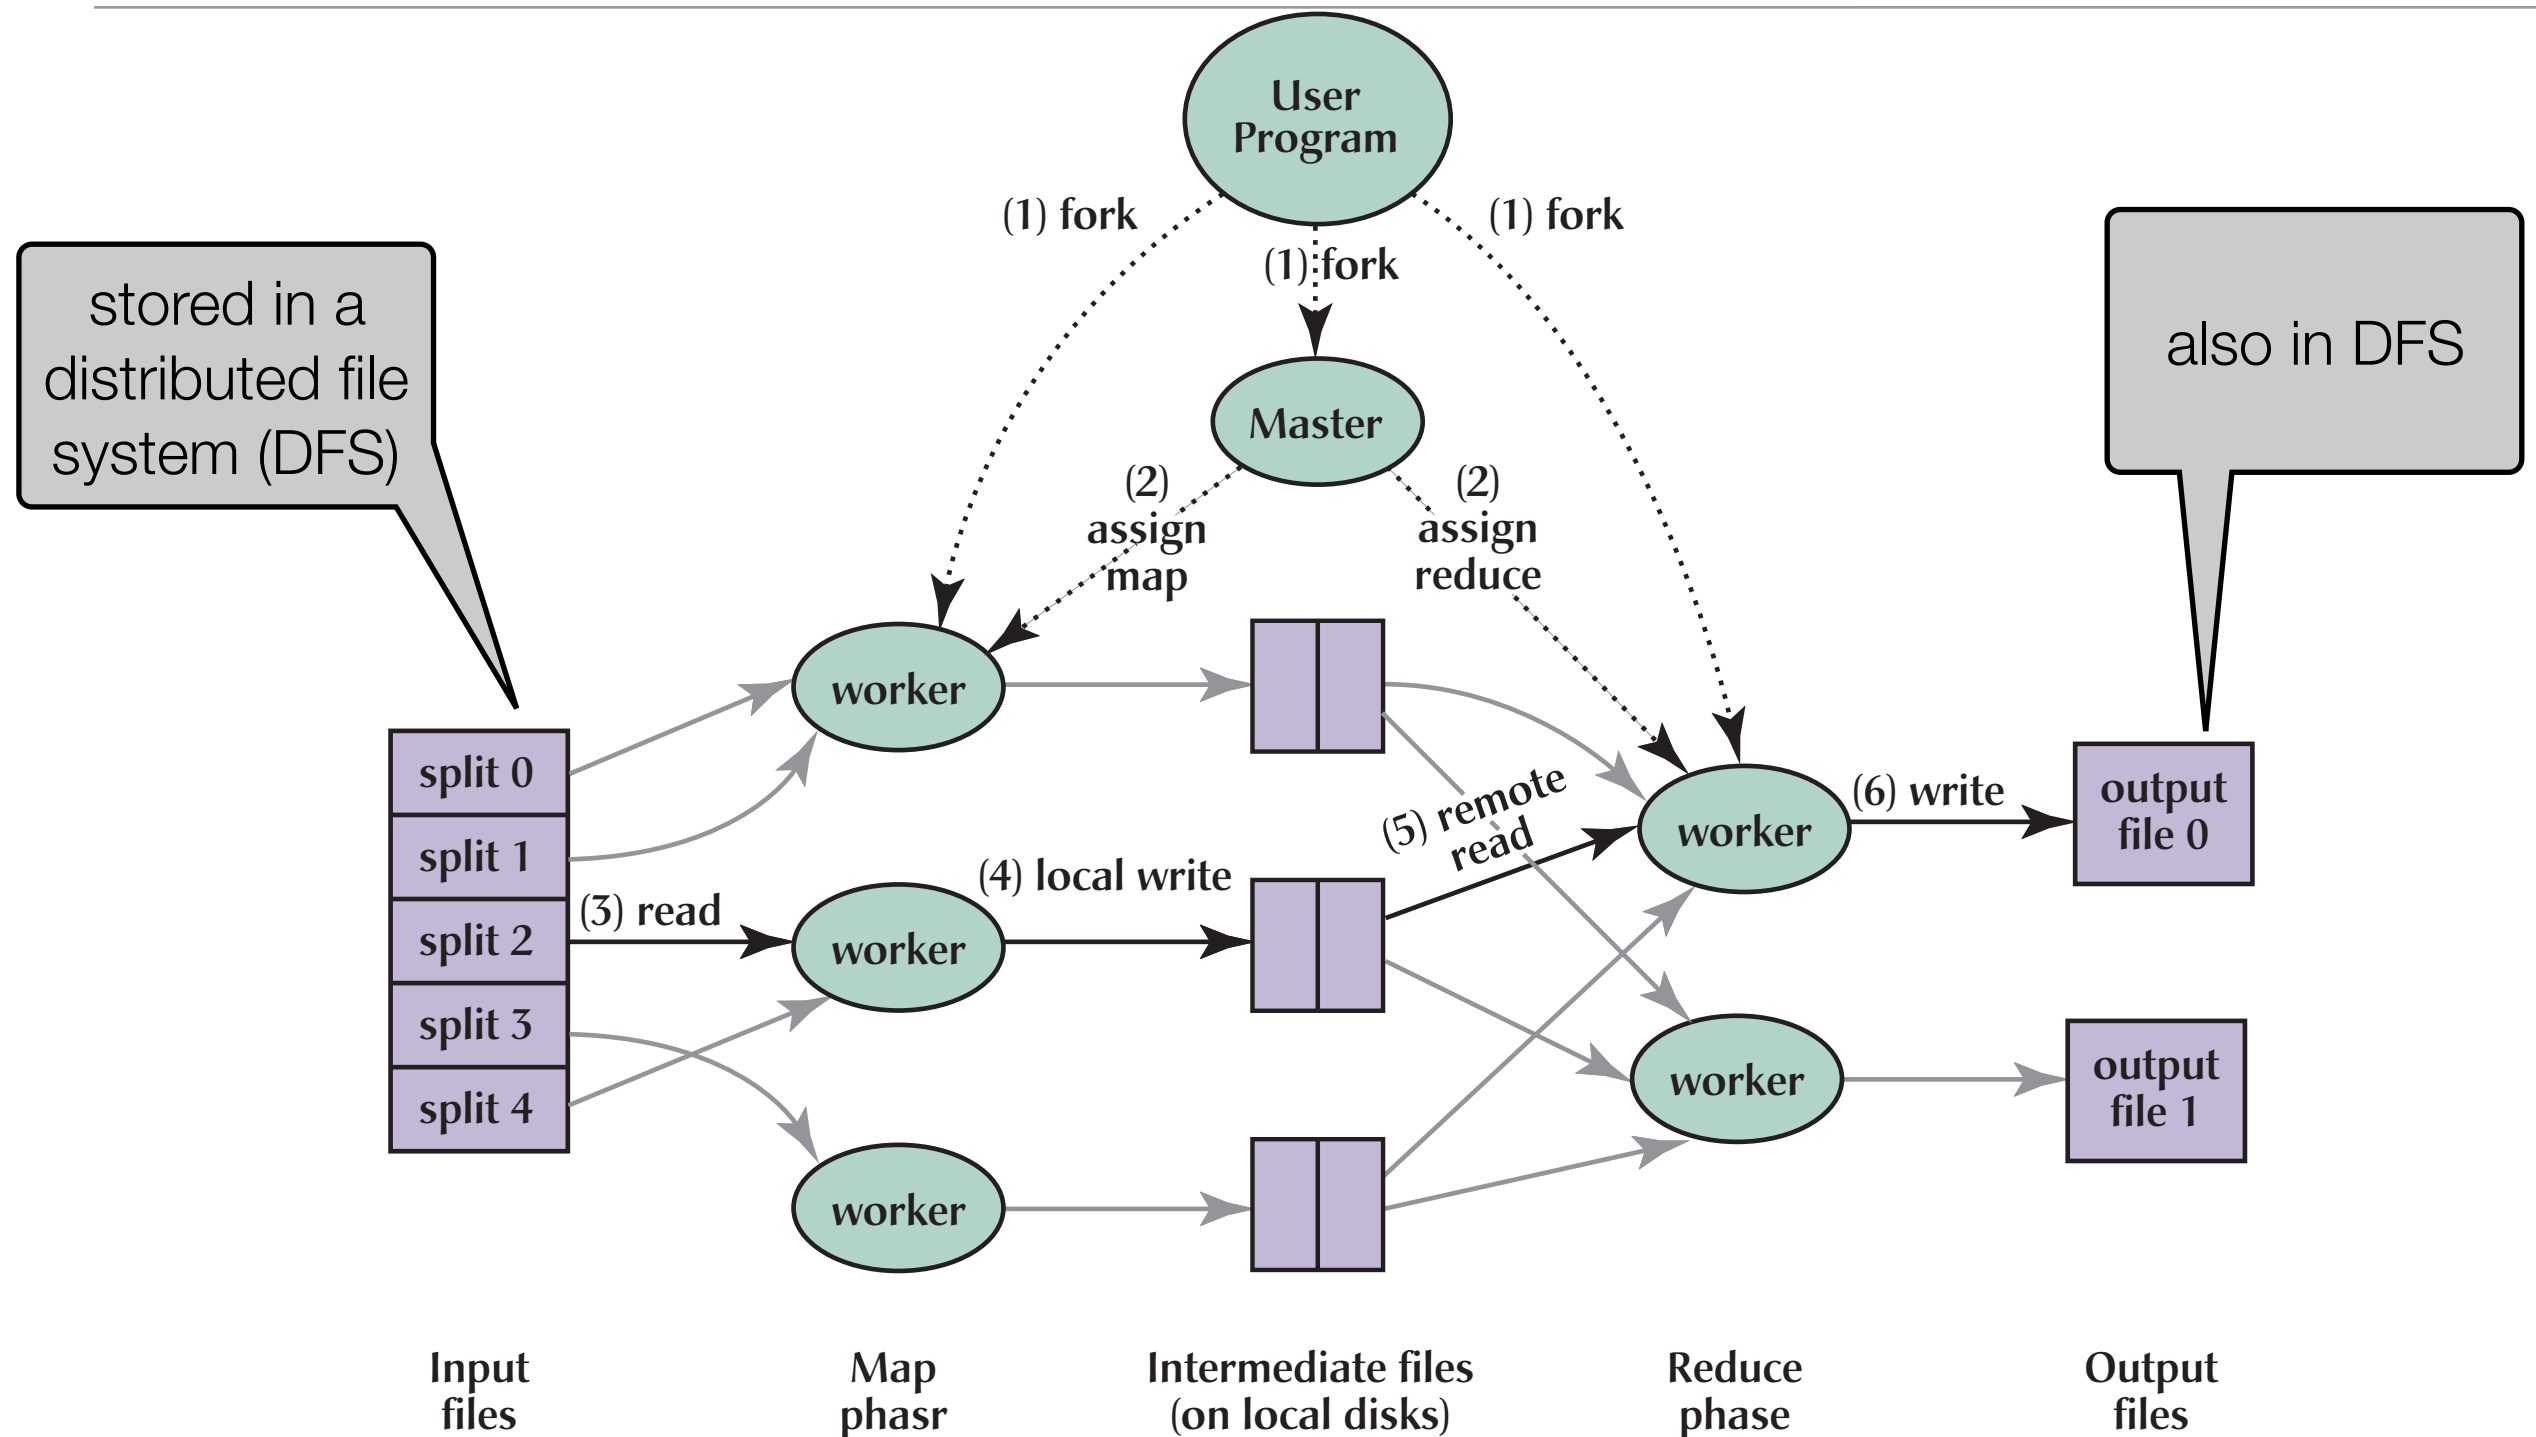 User
Program
(1) fork
(1) fork
(1) fork
stored in a
distributed file
system (DFS)
also in DFS
Master
(2)
assign
map
(2)
assign
reduce
worker
split 0
split 1
split 2
split 3
split 4
(3) read
worker
(4) local write
(5) remote
read
worker
(6) write
output
file 0
worker
worker
output
file 1
Input
files
Map
phasr
Intermediate files
(on local disks)
Reduce
phase
Output
files